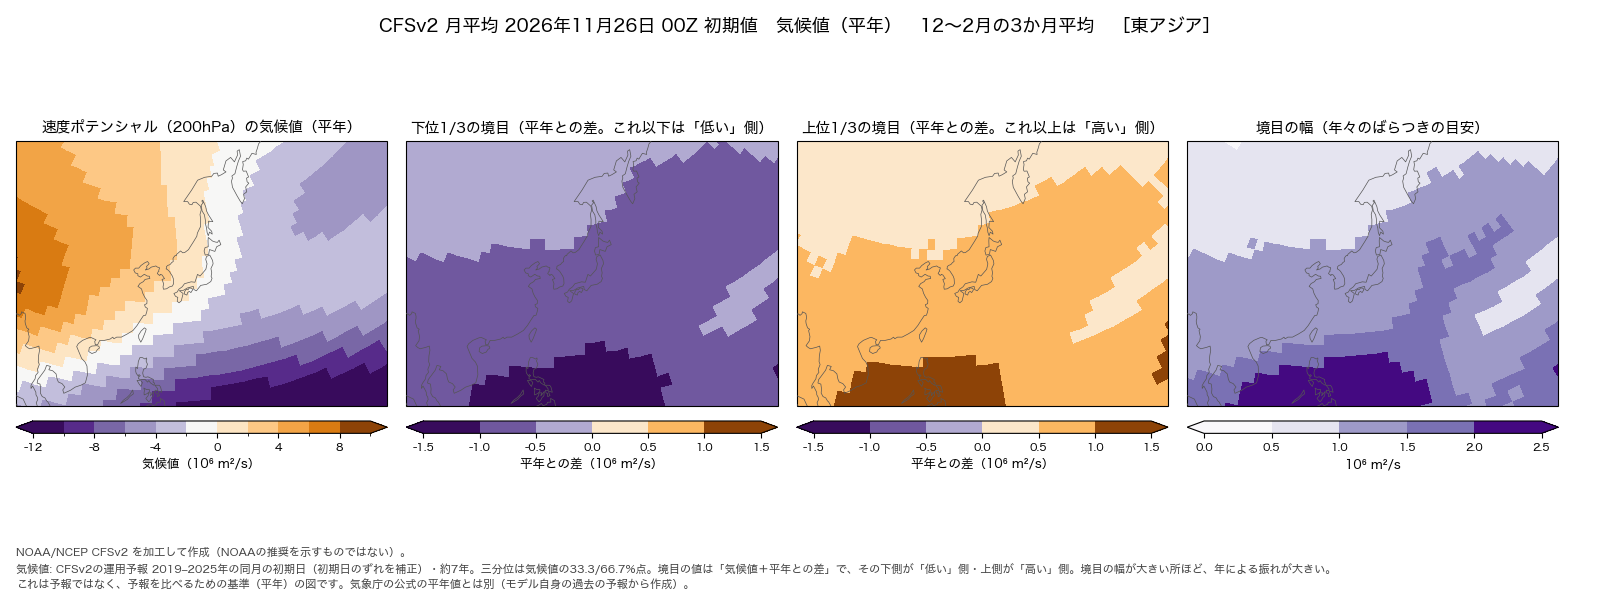 CFSv2 月平均 2026年11月26日 00Z 初期値　気候値（平年）　 12〜2月の3か月平均　［東アジア］
速度ポテンシャル（200hPa）の気候値（平年）
下位1/3の境目（平年との差。これ以下は「低い」側）
上位1/3の境目（平年との差。これ以上は「高い」側）
境目の幅（年々のばらつきの目安）
-12 -8 -4 0 4 8
気候値（10⁶ m²/s）
-1.5 -1.0 -0.5 0.0 0.5 1.0 1.5
平年との差（10⁶ m²/s）
-1.5 -1.0 -0.5 0.0 0.5 1.0 1.5
平年との差（10⁶ m²/s）
0.0 0.5 1.0 1.5 2.0 2.5
10⁶ m²/s
NOAA/NCEP CFSv2 を加工して作成（NOAAの推奨を示すものではない）。
気候値: CFSv2の運用予報 2019–2025年の同月の初期日（初期日のずれを補正）・約7年。三分位は気候値の33.3/66.7%点。境目の値は「気候値＋平年との差」で、その下側が「低い」側・上側が「高い」側。境目の幅が大きい所ほど、年による振れが大きい。
これは予報ではなく、予報を比べるための基準（平年）の図です。気象庁の公式の平年値とは別（モデル自身の過去の予報から作成）。